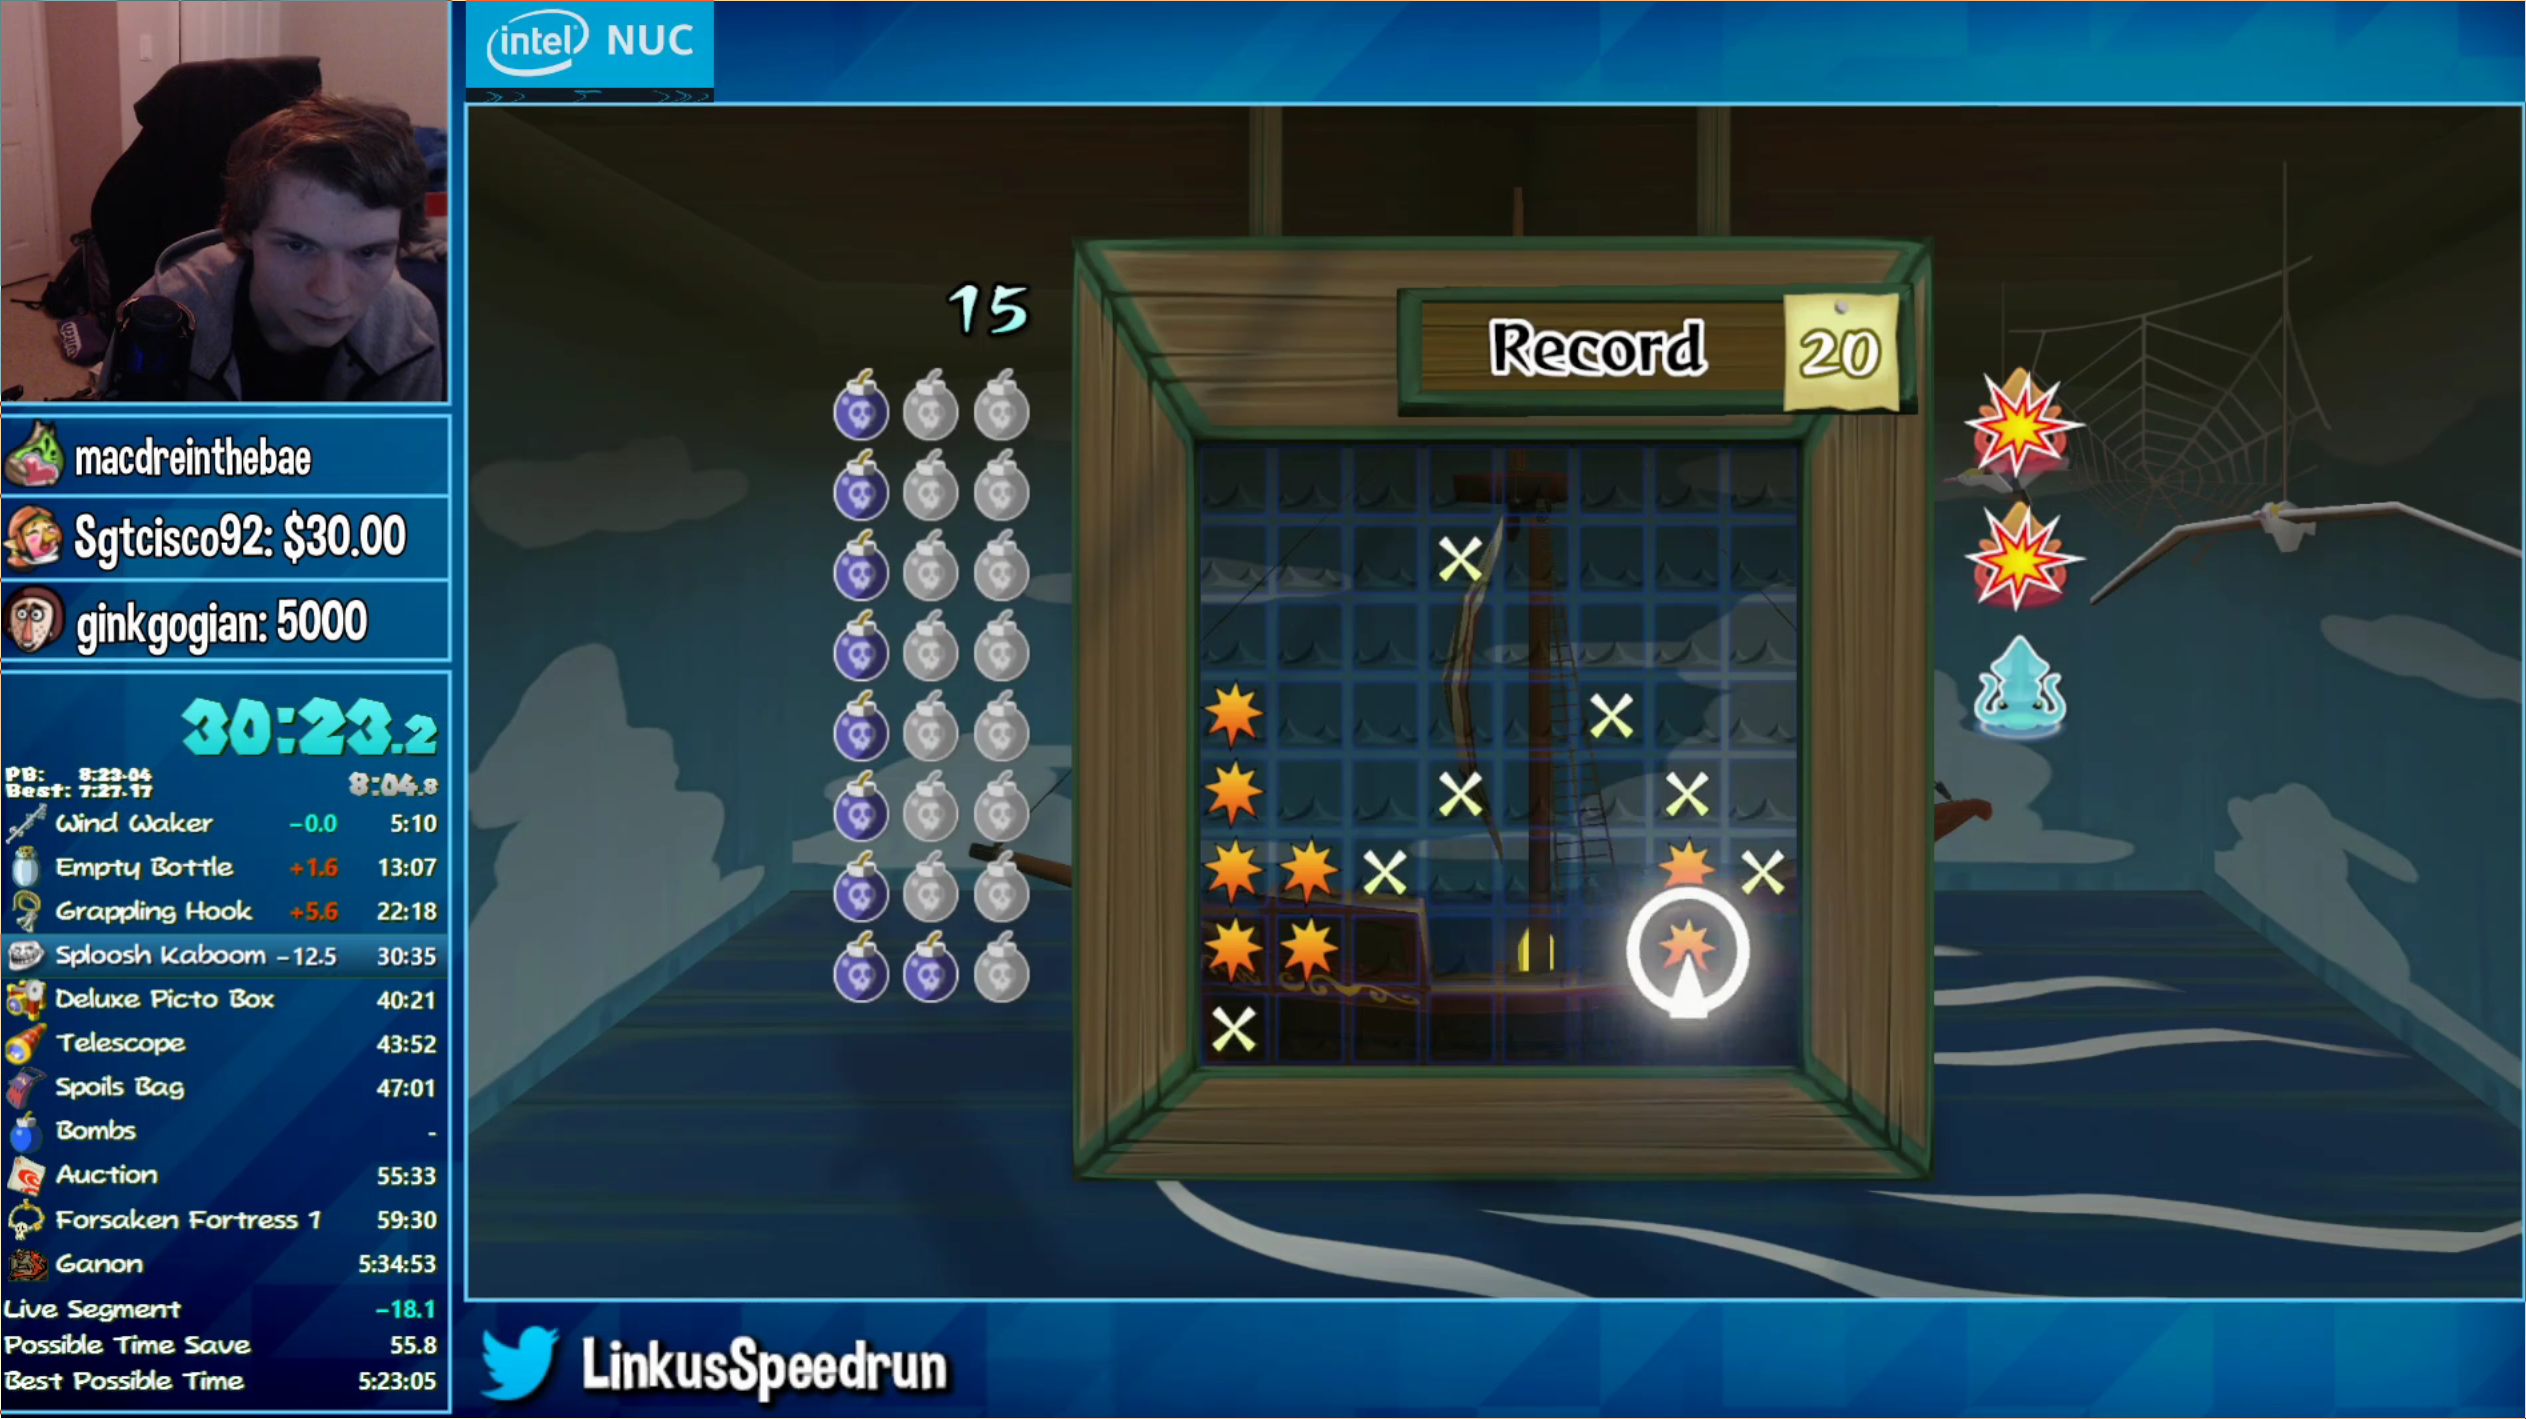 intel NUC
15
Record 20
macdreinthebae
Sgtcisco92: $30.00
ginkgogian: 5000
30:23.2
PB: 8:23.04
Best: 7:27.17
8:04.8
Wind Waker -0.0 5:10
Empty Bottle +1.6 13:07
Grappling Hook +5.6 22:18
Sploosh Kaboom -12.5 30:35
Deluxe Picto Box 40:21
Telescope 43:52
Spoils Bag 47:01
Bombs -
Auction 55:33
Forsaken Fortress 1 59:30
Ganon 5:34:53
Live Segment -18.1
Possible Time Save 55.8
Best Possible Time 5:23:05
LinkusSpeedrun